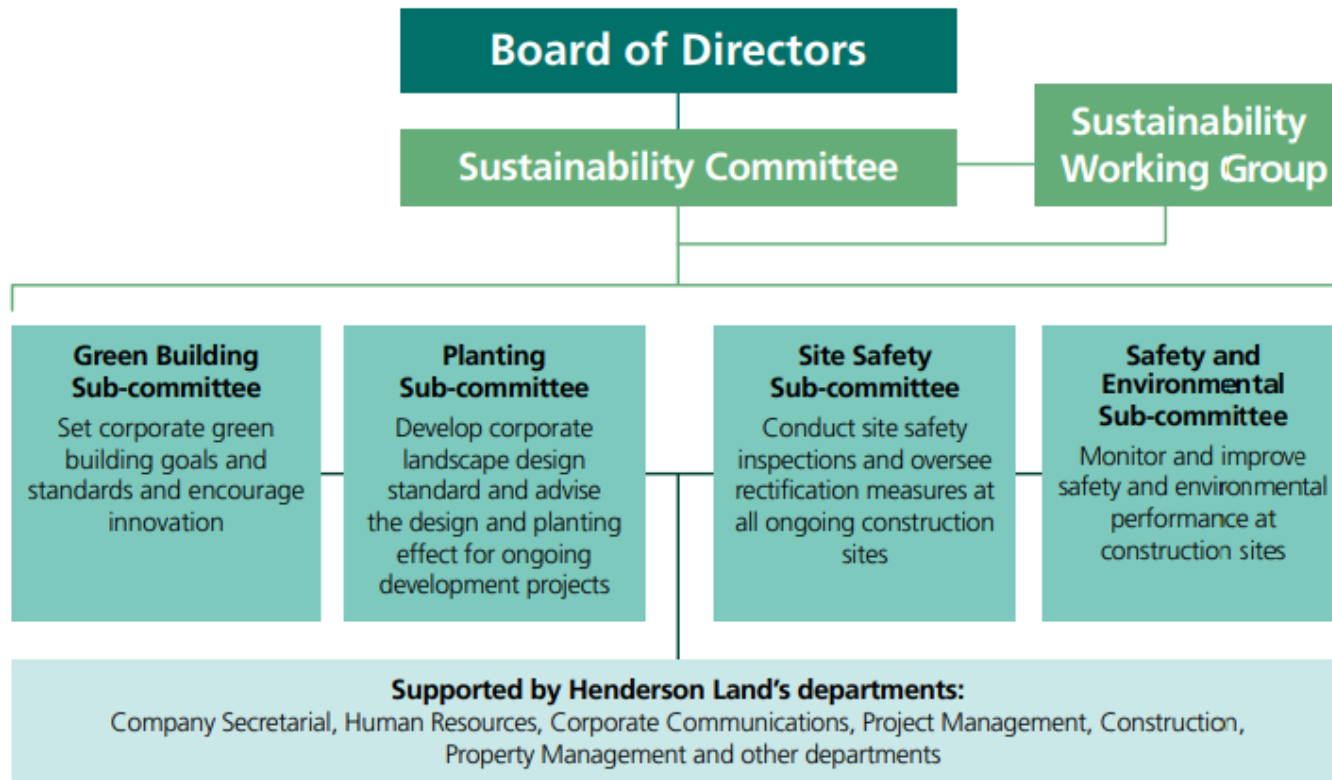 Board of Directors
Sustainability Committee
Sustainability
Working Group
Green Building
Sub-committee
Set corporate green
building goals and
standards and encourage
innovation
Planting
Sub-committee
Develop corporate
landscape design
standard and advise
the design and planting
effect for ongoing
development projects
Site Safety
Sub-committee
Conduct site safety
inspections and oversee
rectification measures at
all ongoing construction
sites
Safety and
Environmental
Sub-committee
Monitor and improve
safety and environmental
performance at
construction sites
Supported by Henderson Land's departments:
Company Secretarial, Human Resources, Corporate Communications, Project Management, Construction,
Property Management and other departments